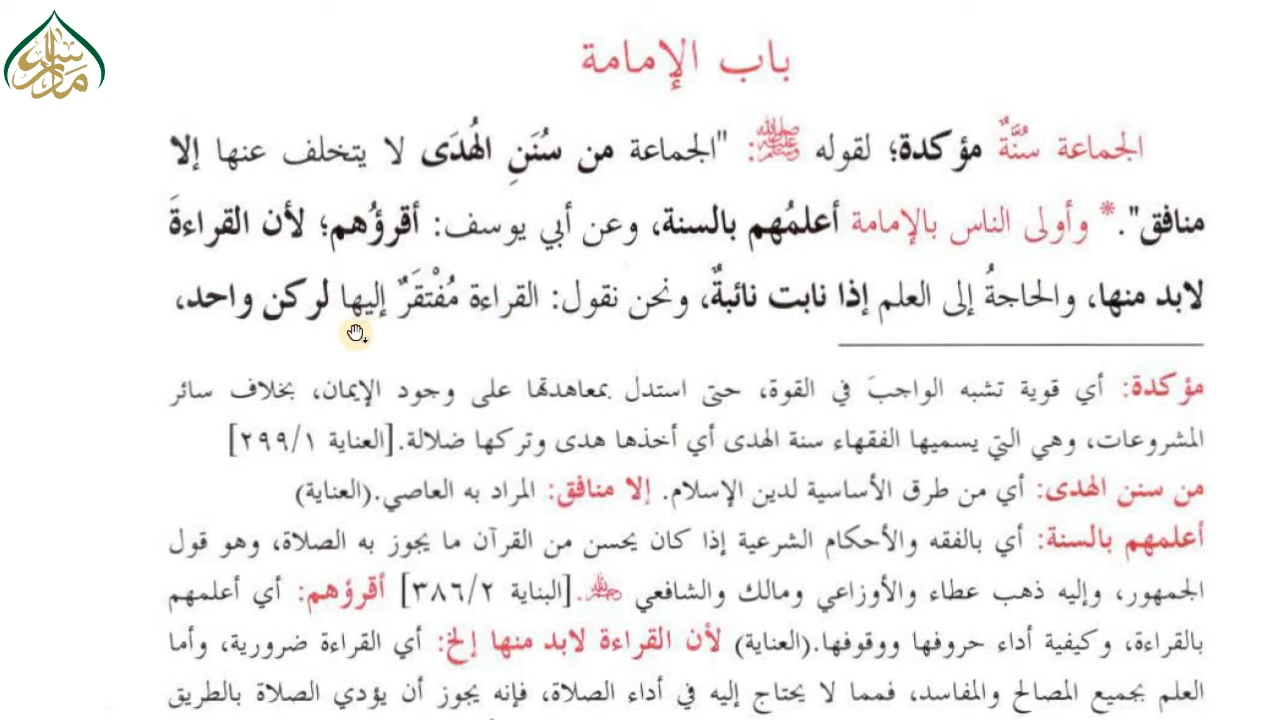 مدرسة
باب الإمامة
الجماعة سُنَّةٌ مؤكدة؛ لقوله ﷺ: "الجماعة من سُنَنِ الهُدَى لا يتخلف عنها إلا
منافق".* وأولى الناس بالإمامة أعلمُهم بالسنة، وعن أبي يوسف: أقرؤُهم؛ لأن القراءةَ
لابد منها، والحاجةُ إلى العلم إذا نابت نائبةٌ، ونحن نقول: القراءة مُفْتقَرٌ إليها لركن واحد،
مؤكدة: أي قوية تشبه الواجبَ في القوة، حتى استدل بمعاهدتها على وجود الإيمان، بخلاف سائر
المشروعات، وهي التي يسميها الفقهاء سنة الهدى أي أخذها هدى وتركها ضلالة.[العناية ٢٩٩/١]
من سنن الهدى: أي من طرق الأساسية لدين الإسلام. إلا منافق: المراد به العاصي.(العناية)
أعلمهم بالسنة: أي بالفقه والأحكام الشرعية إذا كان يحسن من القرآن ما يجوز به الصلاة، وهو قول
الجمهور، وإليه ذهب عطاء والأوزاعي ومالك والشافعي .[البناية ٣٨٦/٢] أقرؤهم: أي أعلمهم
بالقراءة، وكيفية أداء حروفها ووقوفها.(العناية) لأن القراءة لابد منها إلخ: أي القراءة ضرورية، وأما
العلم بجميع المصالح والمفاسد، فمما لا يحتاج إليه في أداء الصلاة، فإنه يجوز أن يؤدي الصلاة بالطريق